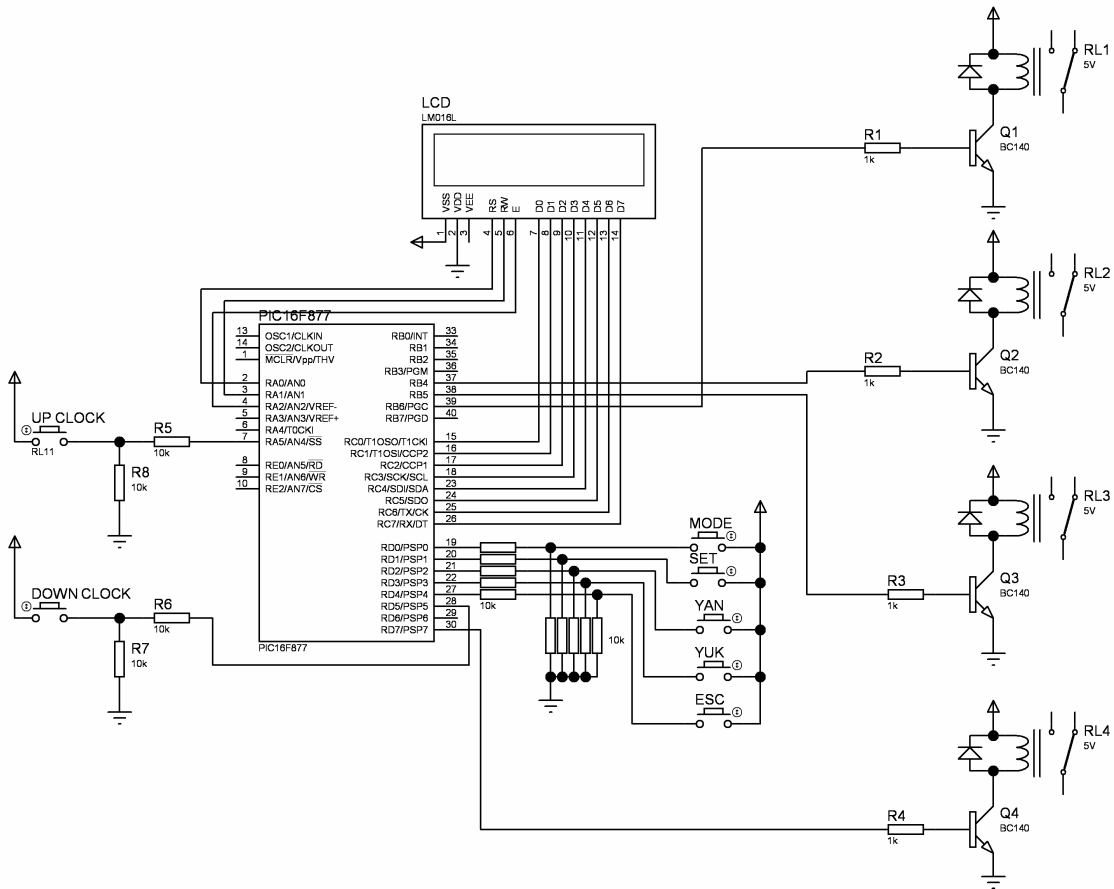 RL1
5V
LCD
LM016L
Q1
BC140
R1
1k
VSS
VDD
VEE
RS
RW
E
D0
D1
D2
D3
D4
D5
D6
D7
1
2
3
4
5
6
7
8
9
10
11
12
13
14
RL2
5V
PIC16F877
13 OSC1/CLKIN RB0/INT 33
14 OSC2/CLKOUT RB1 34
1 MCLR/Vpp/THV RB2 35
RB3/PGM 36
2 RA0/AN0 RB4 37
3 RA1/AN1 RB5 38
4 RA2/AN2/VREF- RB6/PGC 39
5 RA3/AN3/VREF+ RB7/PGD 40
6 RA4/T0CKI
7 RA5/AN4/SS RC0/T1OSO/T1CKI 15
RC1/T1OSI/CCP2 16
8 RE0/AN5/RD RC2/CCP1 17
9 RE1/AN6/WR RC3/SCK/SCL 18
10 RE2/AN7/CS RC4/SDI/SDA 23
RC5/SDO 24
RC6/TX/CK 25
RC7/RX/DT 26
RD0/PSP0 19
RD1/PSP1 20
RD2/PSP2 21
RD3/PSP3 22
RD4/PSP4 27
RD5/PSP5 28
RD6/PSP6 29
RD7/PSP7 30
PIC16F877
R2
1k
Q2
BC140
UP CLOCK
RL11
R5
10k
R8
10k
RL3
5V
MODE
SET
YAN
YUK
ESC
10k
10k
DOWN CLOCK
R6
10k
R7
10k
R3
1k
Q3
BC140
RL4
5V
R4
1k
Q4
BC140